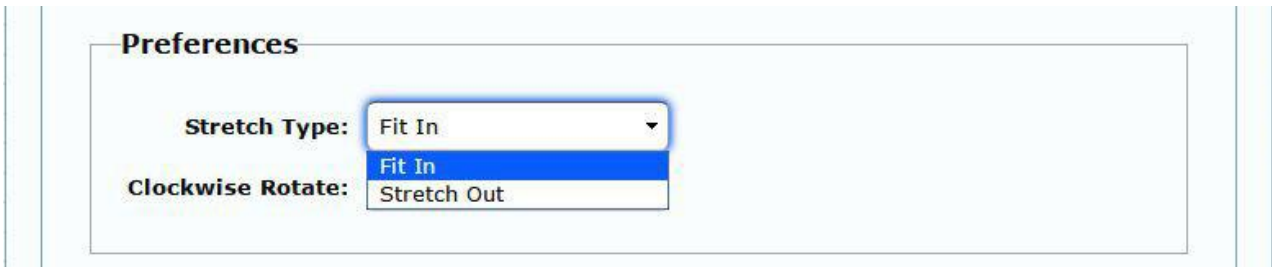 Preferences
Stretch Type: Fit In
Fit In
Clockwise Rotate: Stretch Out